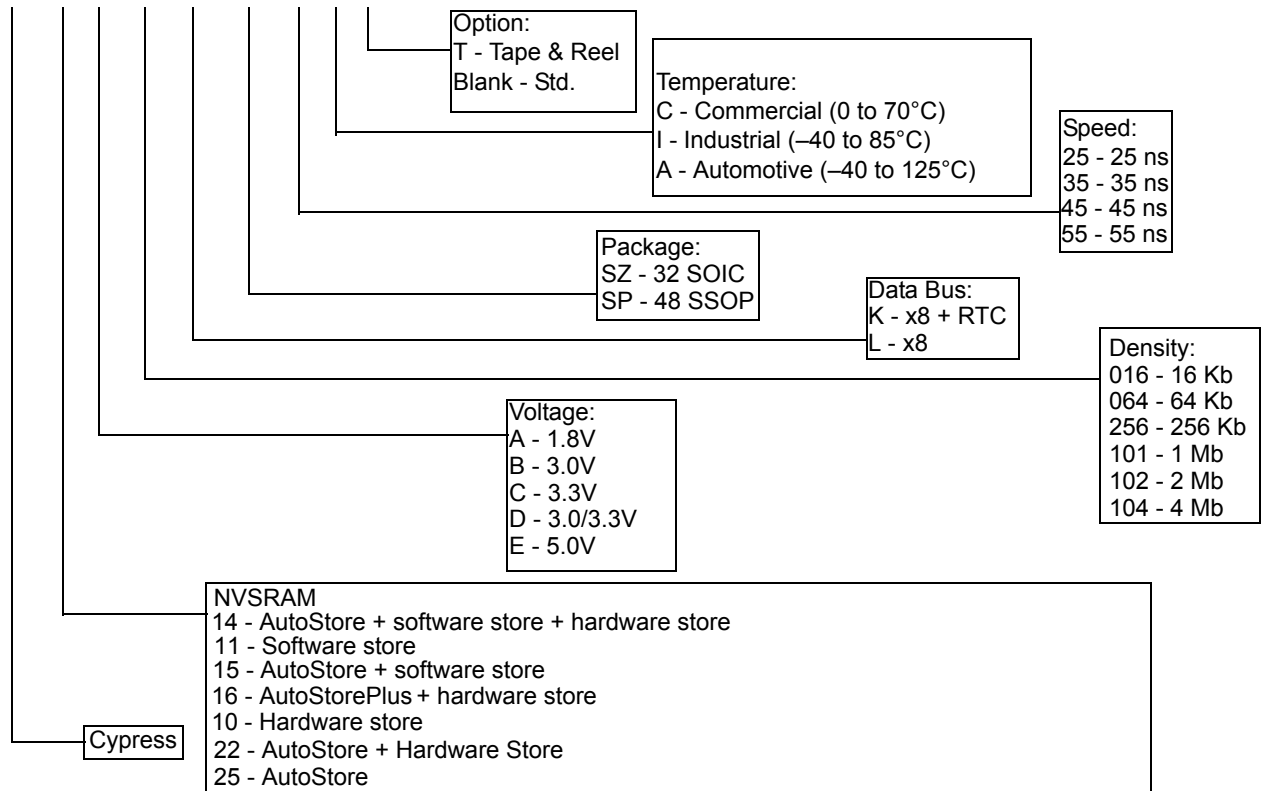 Option:
T - Tape & Reel
Blank - Std.
Temperature:
C - Commercial (0 to 70°C)
I - Industrial (–40 to 85°C)
A - Automotive (–40 to 125°C)
Speed:
25 - 25 ns
35 - 35 ns
45 - 45 ns
55 - 55 ns
Package:
SZ - 32 SOIC
SP - 48 SSOP
Data Bus:
K - x8 + RTC
L - x8
Density:
016 - 16 Kb
064 - 64 Kb
256 - 256 Kb
101 - 1 Mb
102 - 2 Mb
104 - 4 Mb
Voltage:
A - 1.8V
B - 3.0V
C - 3.3V
D - 3.0/3.3V
E - 5.0V
NVSRAM
14 - AutoStore + software store + hardware store
11 - Software store
15 - AutoStore + software store
16 - AutoStorePlus + hardware store
10 - Hardware store
22 - AutoStore + Hardware Store
25 - AutoStore
Cypress